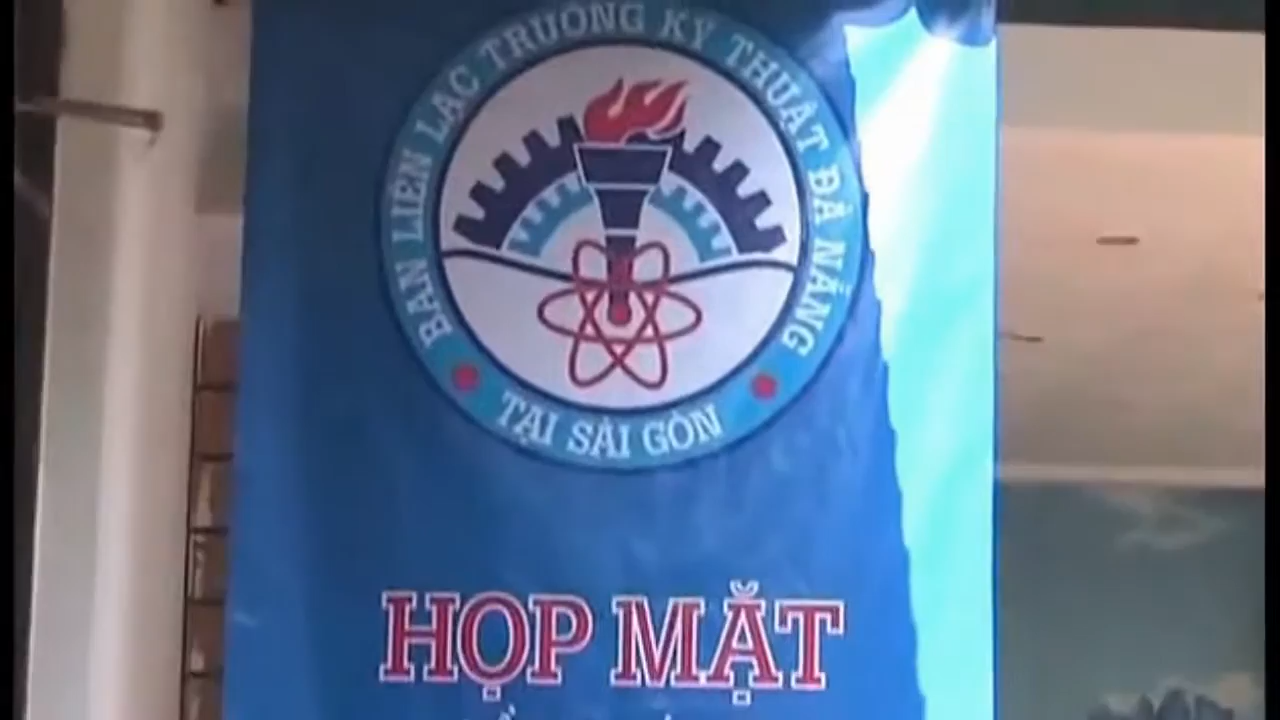 BAN LIÊN LẠC TRƯỜNG KỸ THUẬT ĐÀ NẴNG
TẠI SÀI GÒN
HỌP MẶT